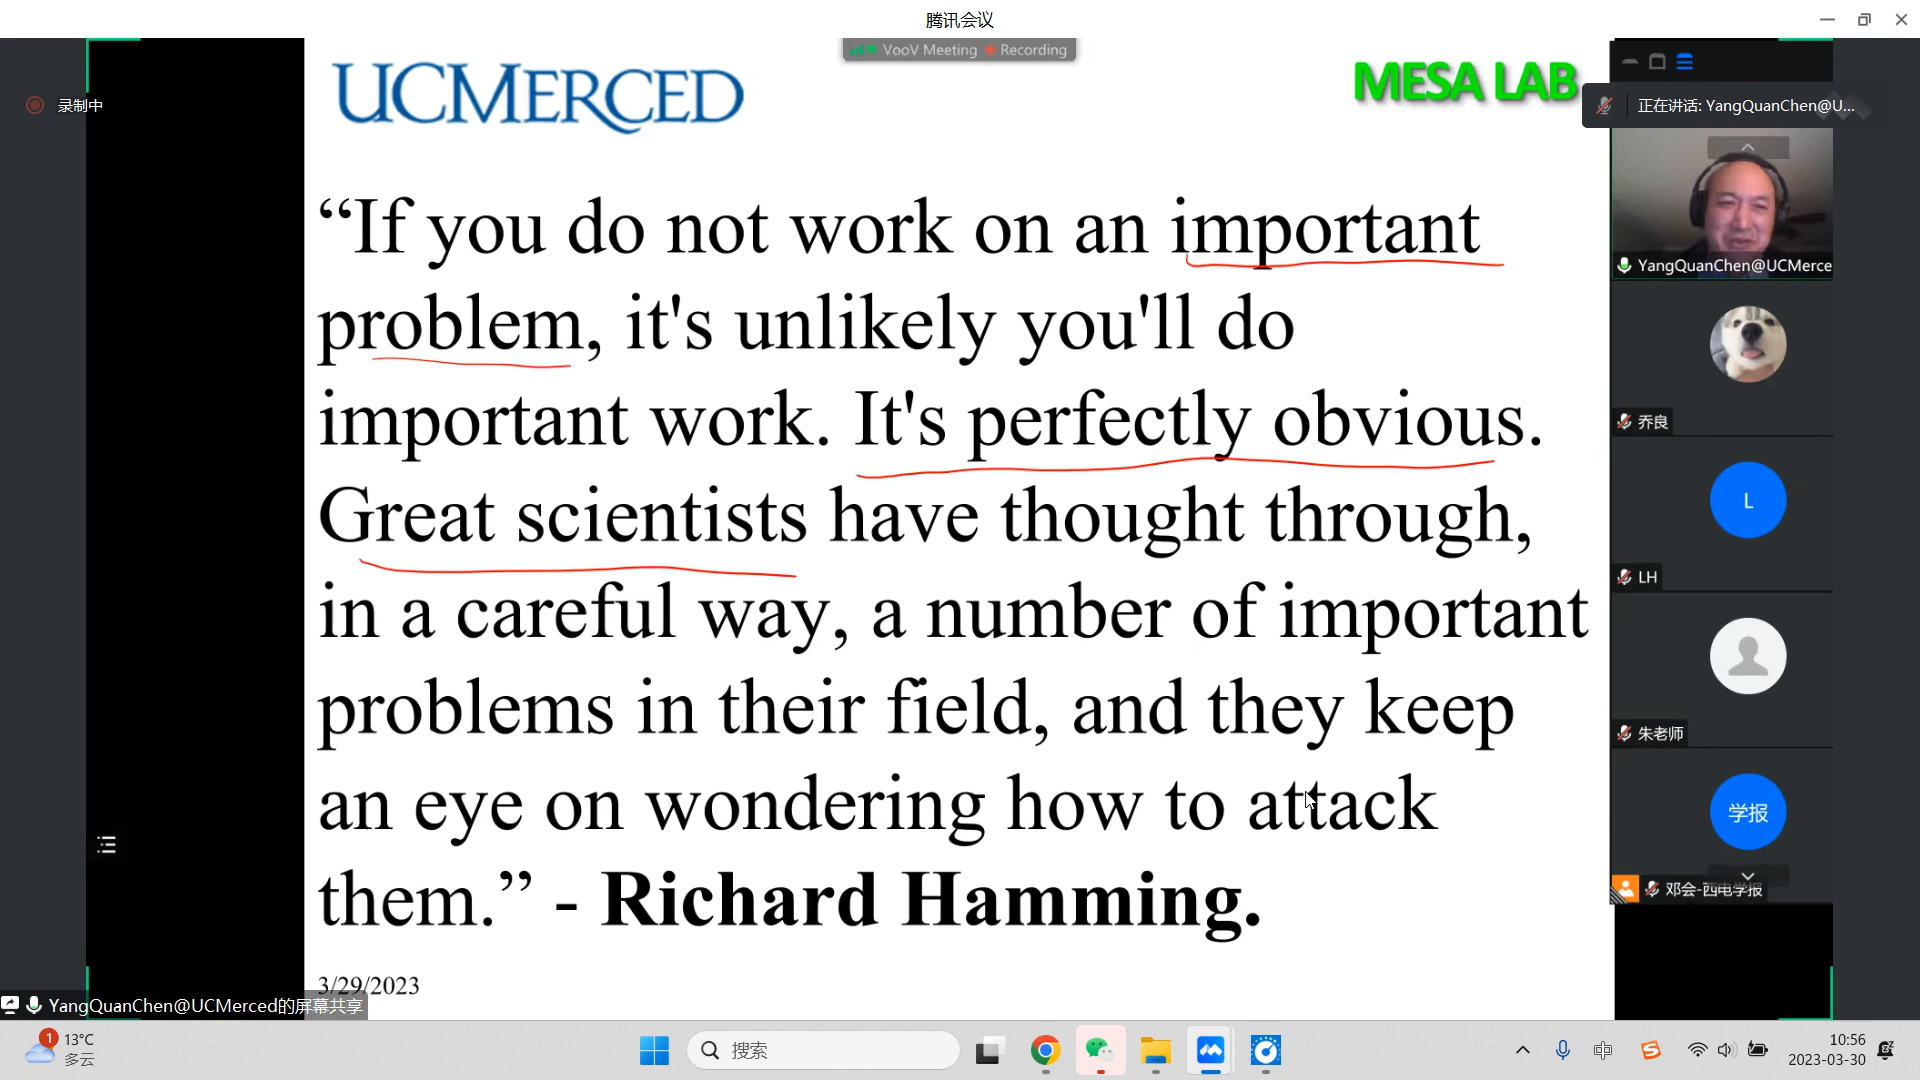 腾讯会议
VooV Meeting Recording
录制中
UCMERCED
MESA LAB
正在讲话: YangQuanChen@U...
“If you do not work on an important
problem, it's unlikely you'll do
important work. It's perfectly obvious.
Great scientists have thought through,
in a careful way, a number of important
problems in their field, and they keep
an eye on wondering how to attack
them.” - Richard Hamming.
3/29/2023
YangQuanChen@UCMerce
乔良
L
LH
朱老师
学报
邓会-西电学报
YangQuanChen@UCMerced的屏幕共享
1
13°C
多云
搜索
中
10:56
2023-03-30